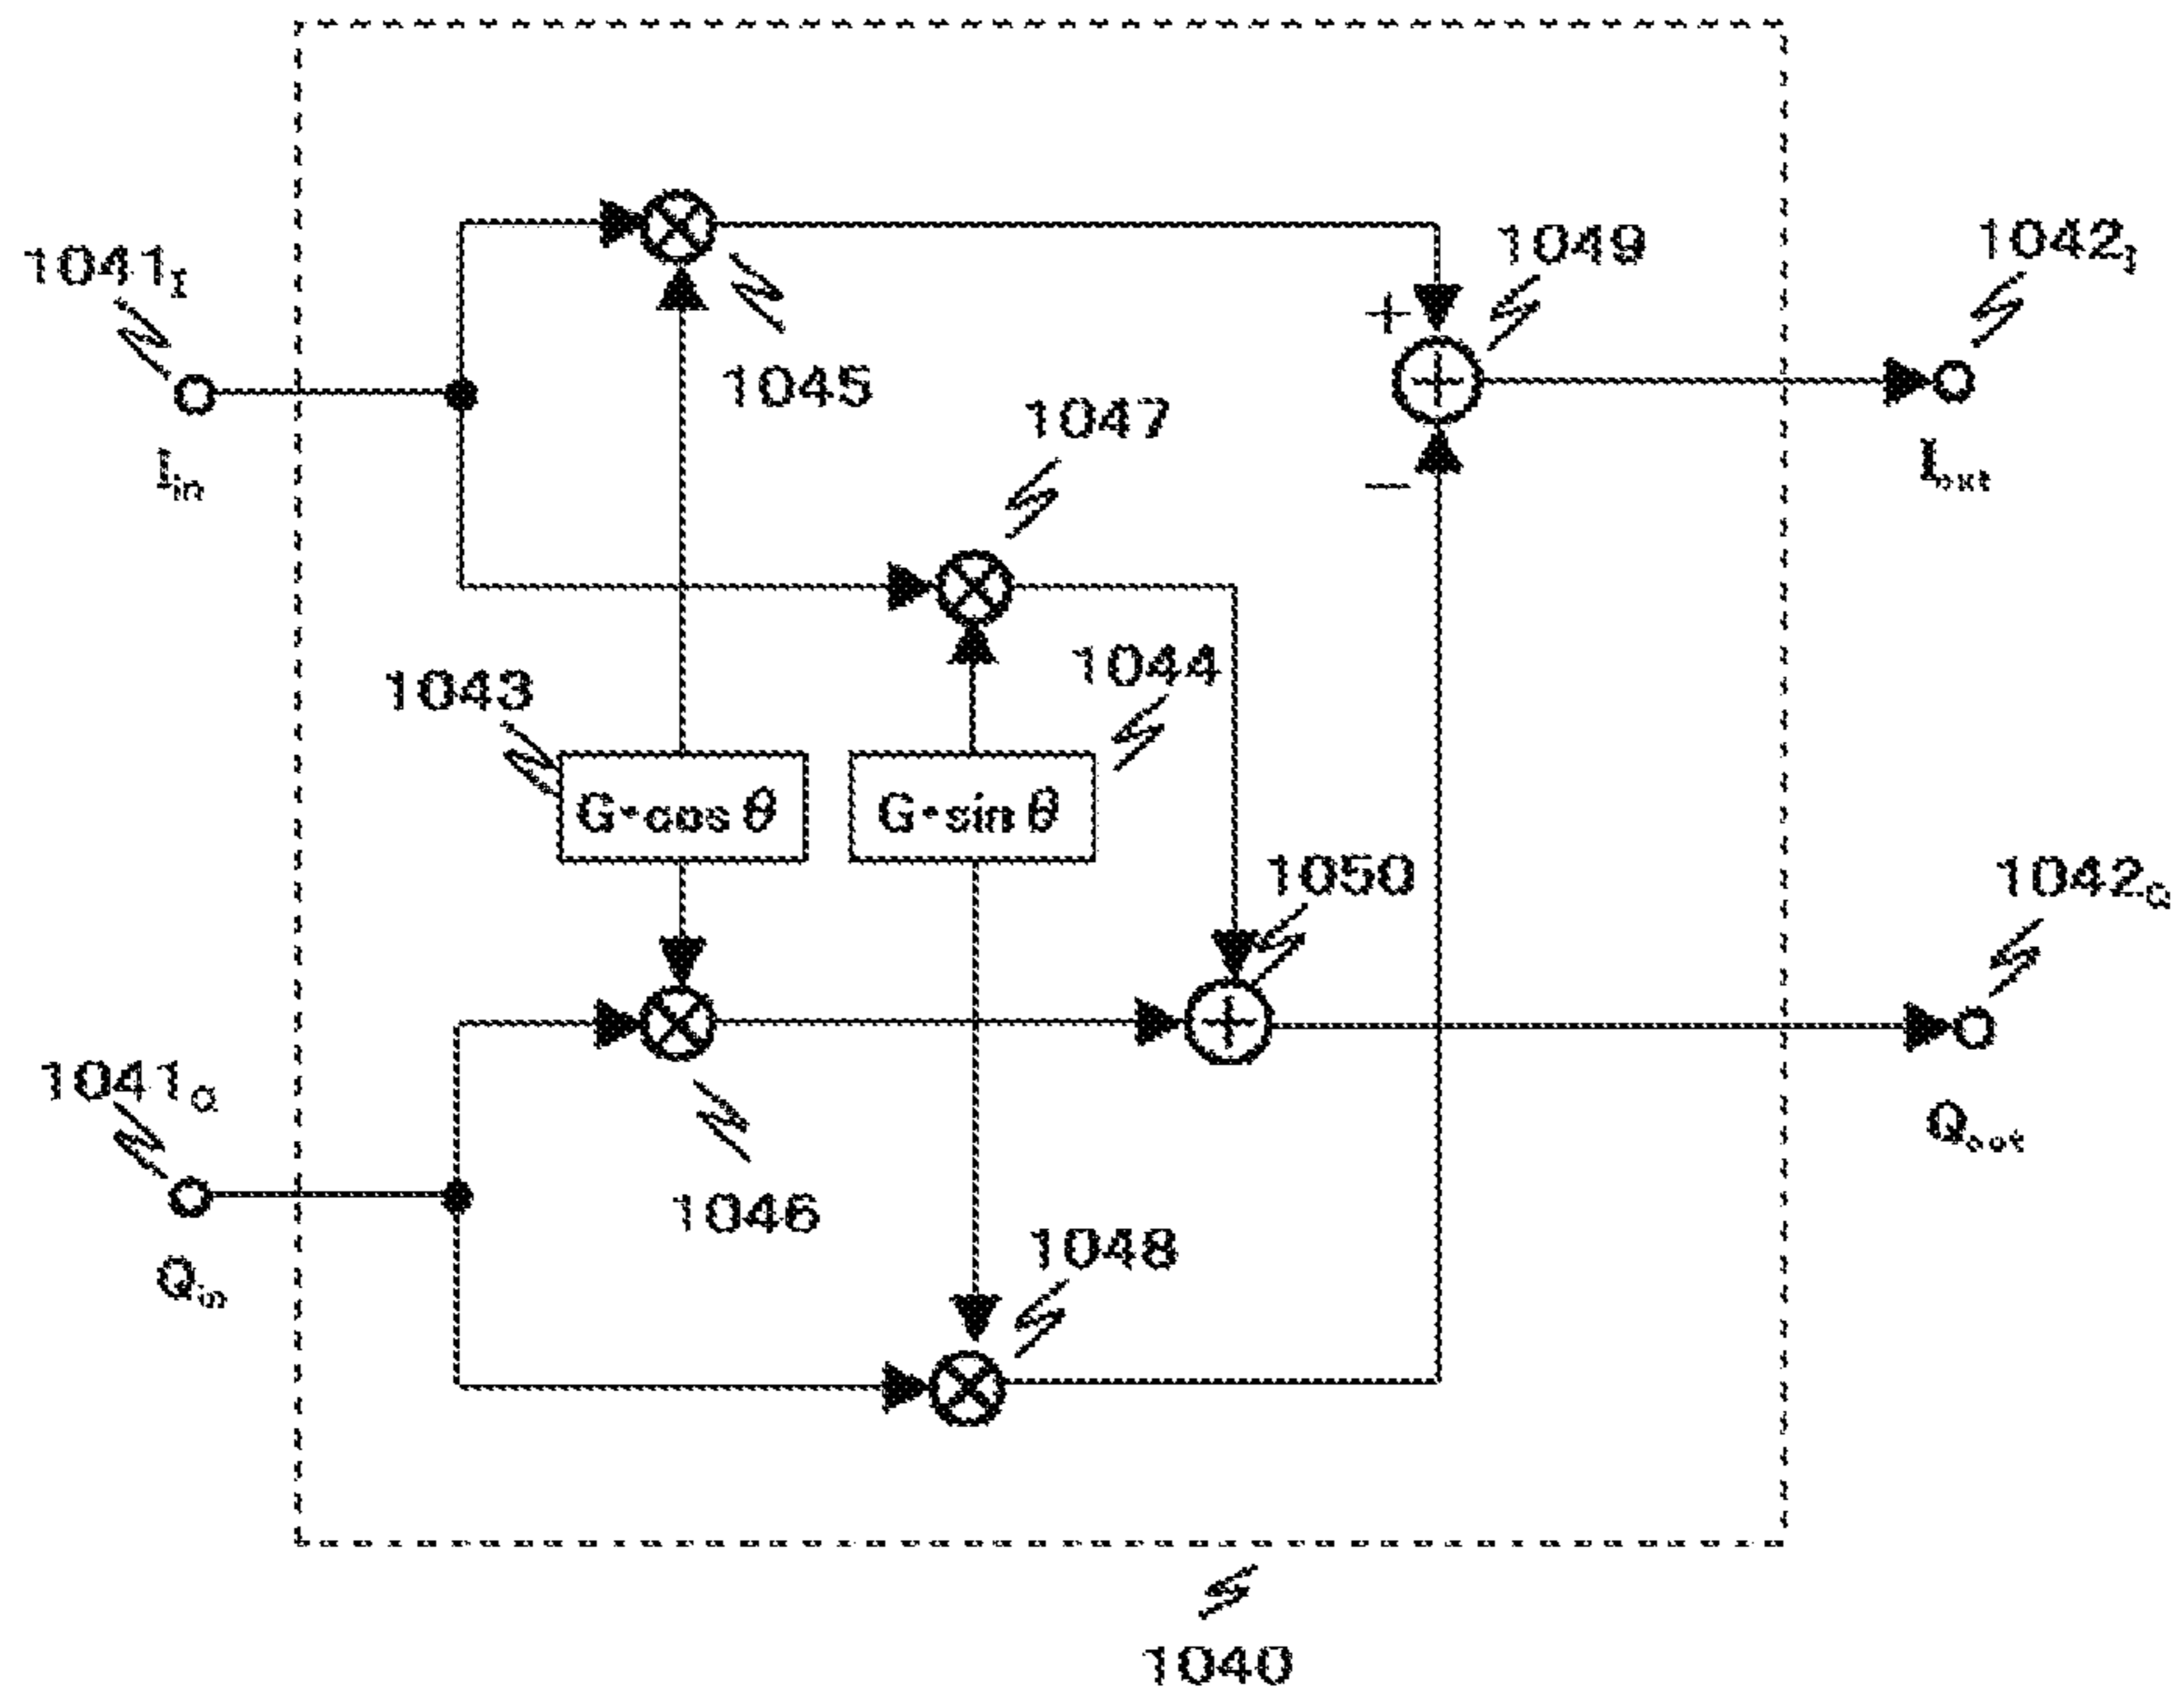 1041I
Iin
1045
1049
1042I
Iout
+
−
1047
1043
1044
G・cos θ
G・sin θ
1050
1042Q
Qout
1041Q
Qin
1046
1048
1040